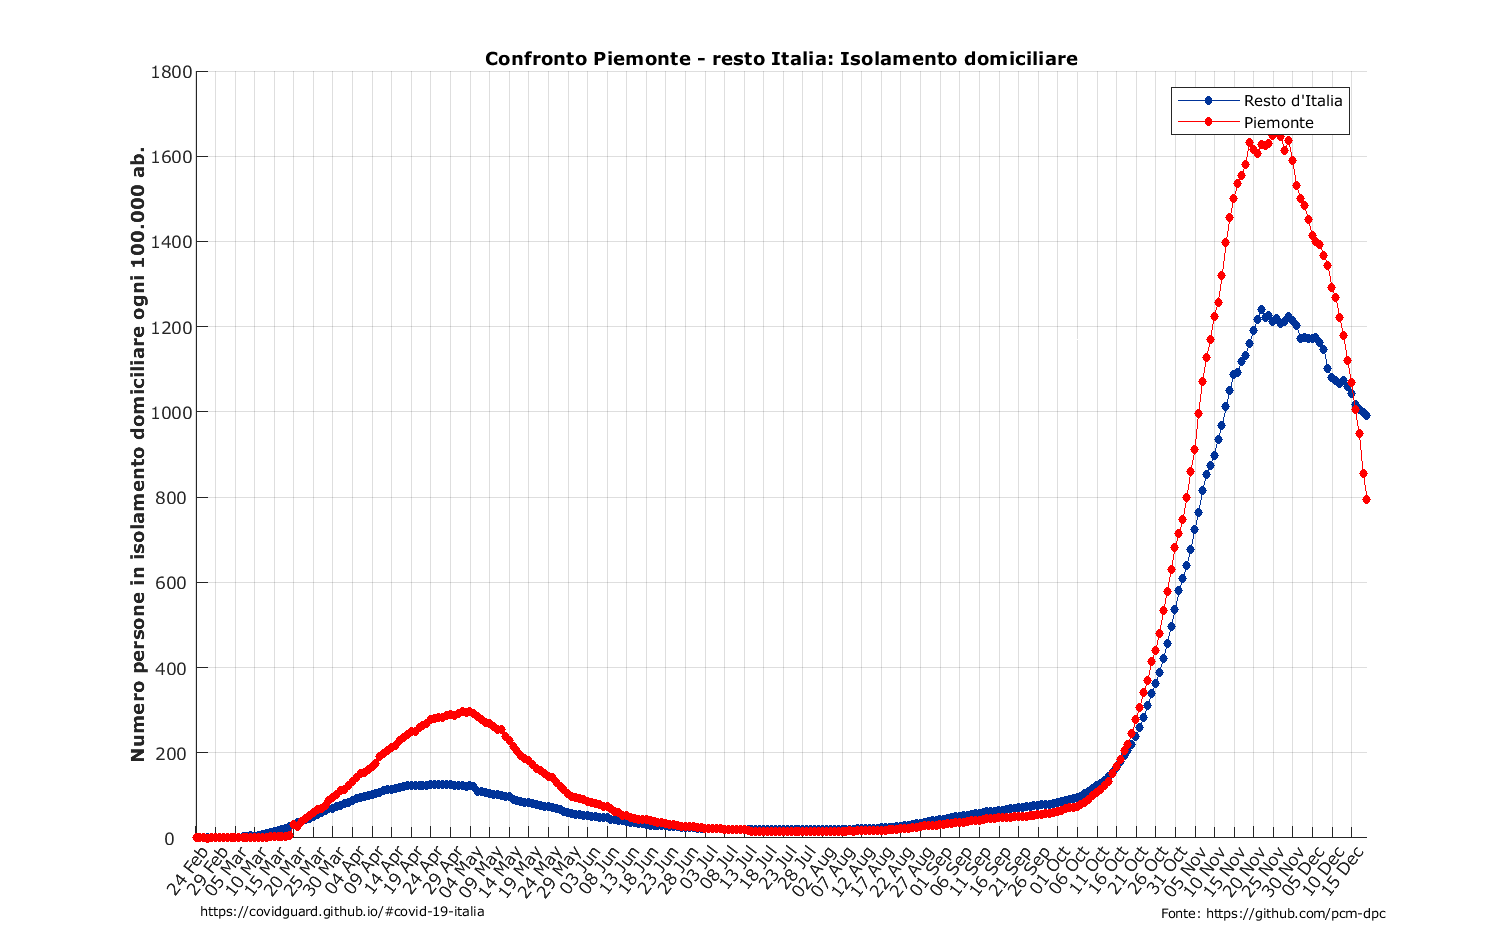 Confronto Piemonte - resto Italia: Isolamento domiciliare
Resto d'Italia
Piemonte
Numero persone in isolamento domiciliare ogni 100.000 ab.
1800
1600
1400
1200
1000
800
600
400
200
0
24 Feb
29 Feb
05 Mar
10 Mar
15 Mar
20 Mar
25 Mar
30 Mar
04 Apr
09 Apr
14 Apr
19 Apr
24 Apr
29 Apr
04 May
09 May
14 May
19 May
24 May
29 May
03 Jun
08 Jun
13 Jun
18 Jun
23 Jun
28 Jun
03 Jul
08 Jul
13 Jul
18 Jul
23 Jul
28 Jul
02 Aug
07 Aug
12 Aug
17 Aug
22 Aug
27 Aug
01 Sep
06 Sep
11 Sep
16 Sep
21 Sep
26 Sep
01 Oct
06 Oct
11 Oct
16 Oct
21 Oct
26 Oct
31 Oct
05 Nov
10 Nov
15 Nov
20 Nov
25 Nov
30 Nov
05 Dec
10 Dec
15 Dec
https://covidguard.github.io/#covid-19-italia
Fonte: https://github.com/pcm-dpc